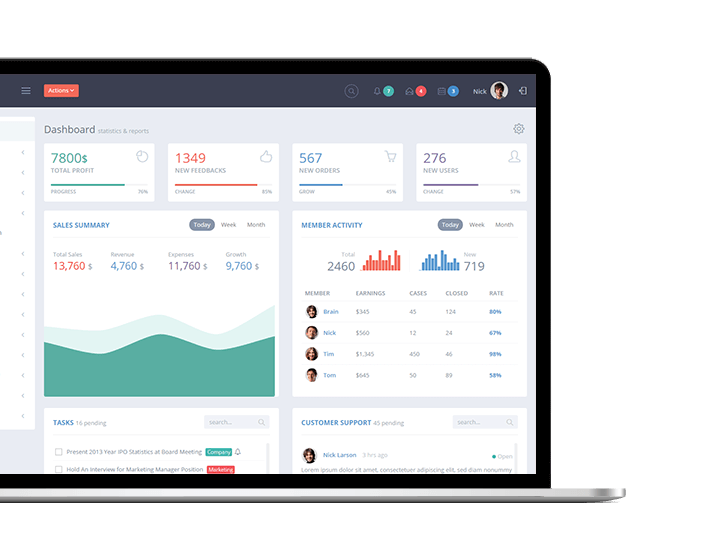 Actions
7
4
3
Nick
Dashboard statistics & reports
7800$
TOTAL PROFIT
PROGRESS 76%
1349
NEW FEEDBACKS
CHANGE 85%
567
NEW ORDERS
GROW 45%
276
NEW USERS
CHANGE 57%
SALES SUMMARY
Today Week Month
Total Sales Revenue Expenses Growth
13,760 $ 4,760 $ 11,760 $ 9,760 $
MEMBER ACTIVITY
Today Week Month
Total New
2460 719
MEMBER EARNINGS CASES CLOSED RATE
Brain $345 45 124 80%
Nick $560 12 24 67%
Tim $1,345 450 46 98%
Tom $645 50 89 58%
TASKS 16 pending
search...
Present 2013 Year IPO Statistics at Board Meeting Company
Hold An Interview for Marketing Manager Position Marketing
CUSTOMER SUPPORT 45 pending
search...
Nick Larson 3 hrs ago Open
Lorem ipsum dolor sit amet, consectetuer adipiscing elit, sed diam nonummy